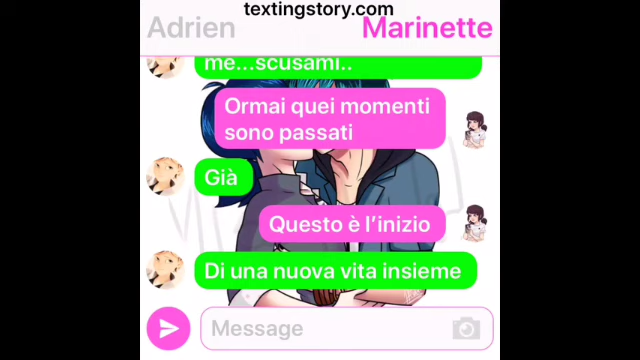 textingstory.com
Adrien Marinette
me...scusami..
Ormai quei momenti
sono passati
Già
Questo è l'inizio
Di una nuova vita insieme
Message